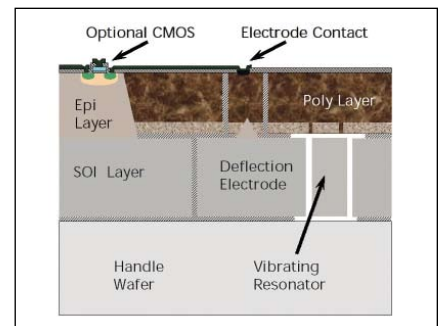 Optional CMOS
Electrode Contact
Epi
Layer
Poly Layer
SOI Layer
Deflection
Electrode
Handle
Wafer
Vibrating
Resonator